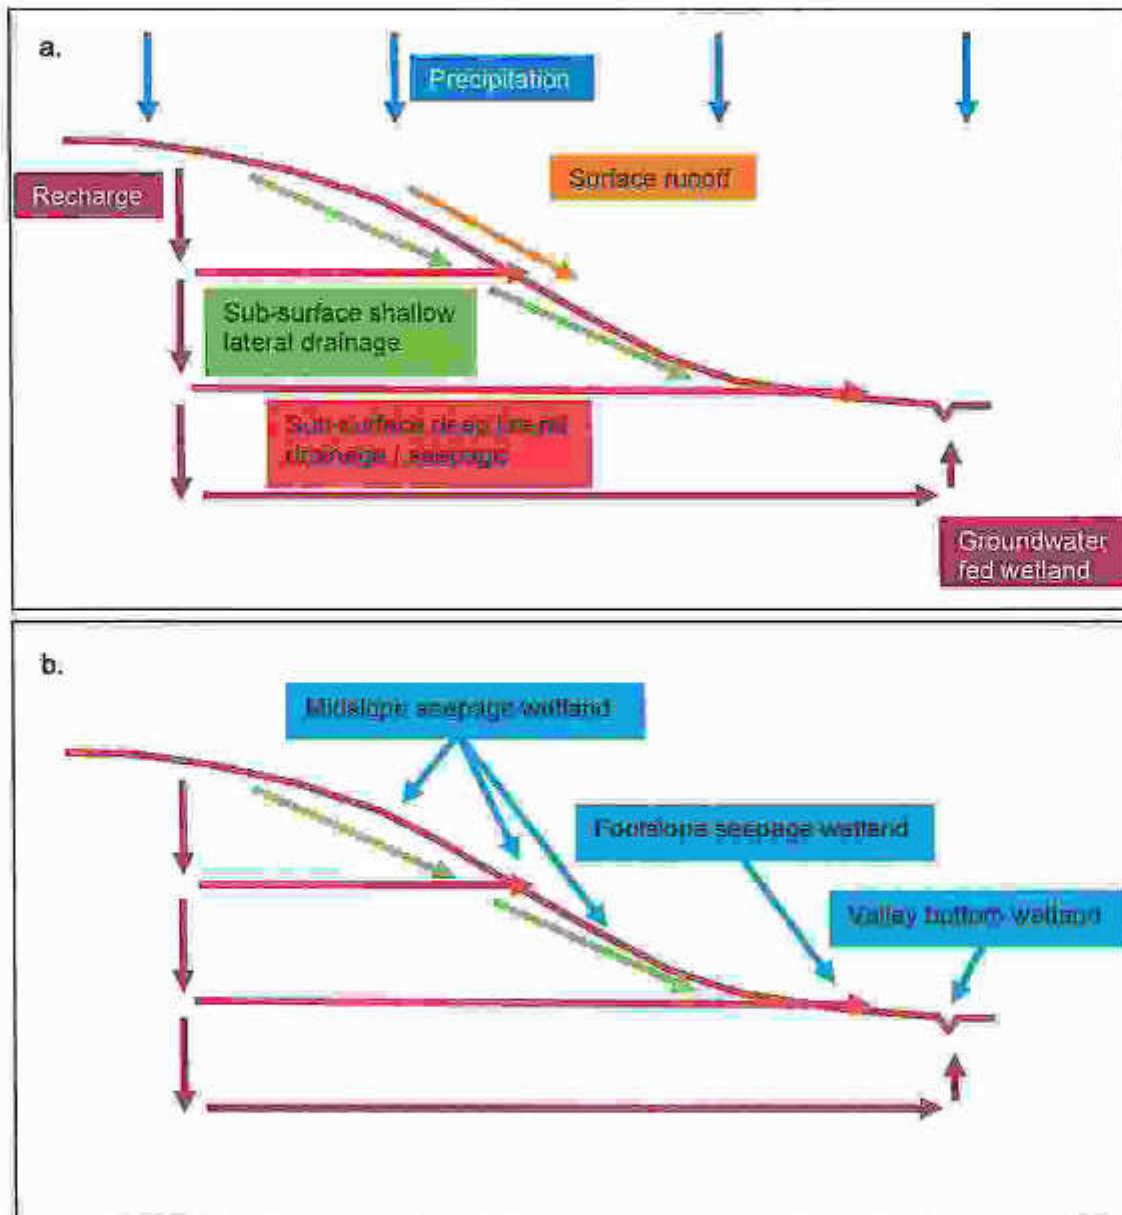 a.
Precipitation
Surface runoff
Recharge
Sub-surface shallow
lateral drainage
Sub-surface deep lateral
drainage / seepage
Groundwater
fed wetland
b.
Midslope seepage wetland
Footslope seepage wetland
Valley bottom wetland